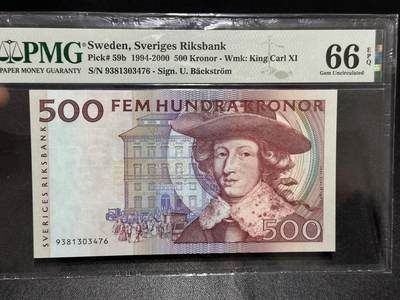 PMG
PAPER MONEY GUARANTY
Sweden, Sveriges Riksbank
Pick# 59b 1994-2000 500 Kronor - Wmk: King Carl XI
S/N 9381303476 - Sign. U. Bäckström
66 EPQ
Gem Uncirculated
500 FEM HUNDRA KRONOR
SVERIGES RIKSBANK
9381303476
500